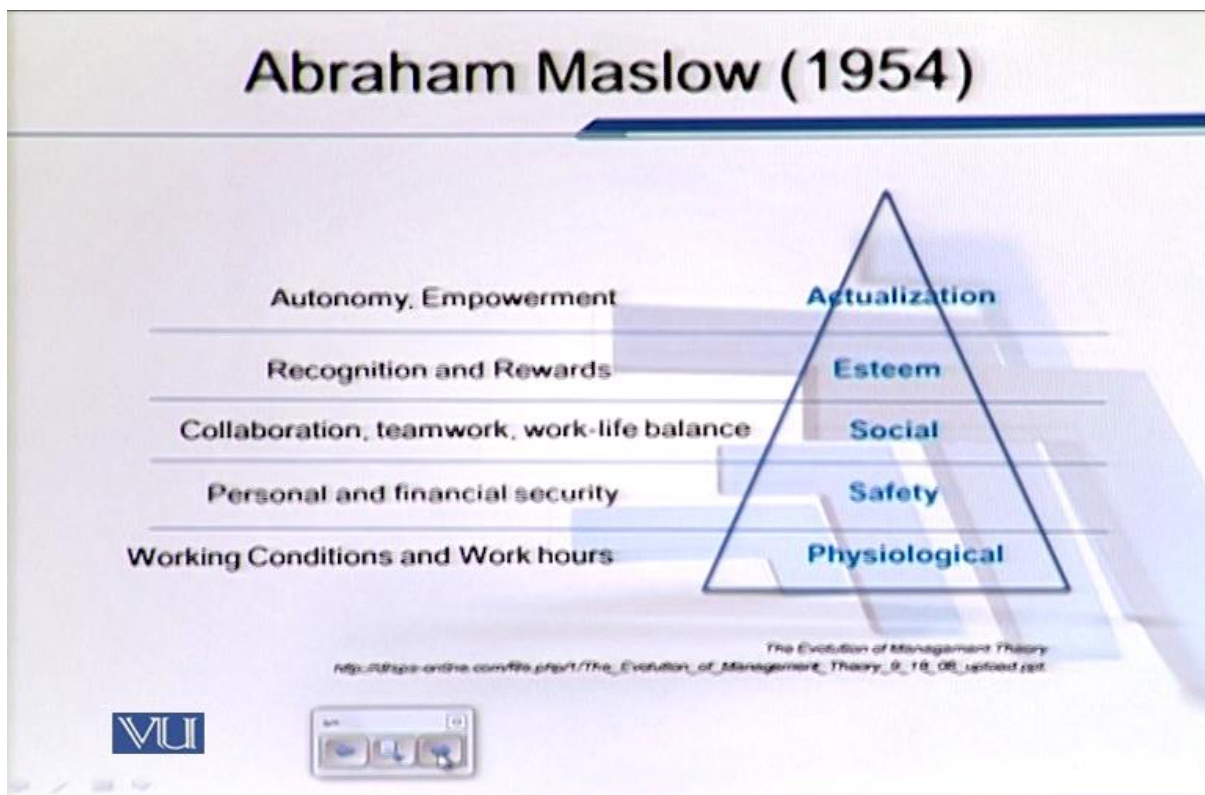 Abraham Maslow (1954)
Autonomy, Empowerment Actualization
Recognition and Rewards Esteem
Collaboration, teamwork, work-life balance Social
Personal and financial security Safety
Working Conditions and Work hours Physiological
The Evolution of Management Theory
VU